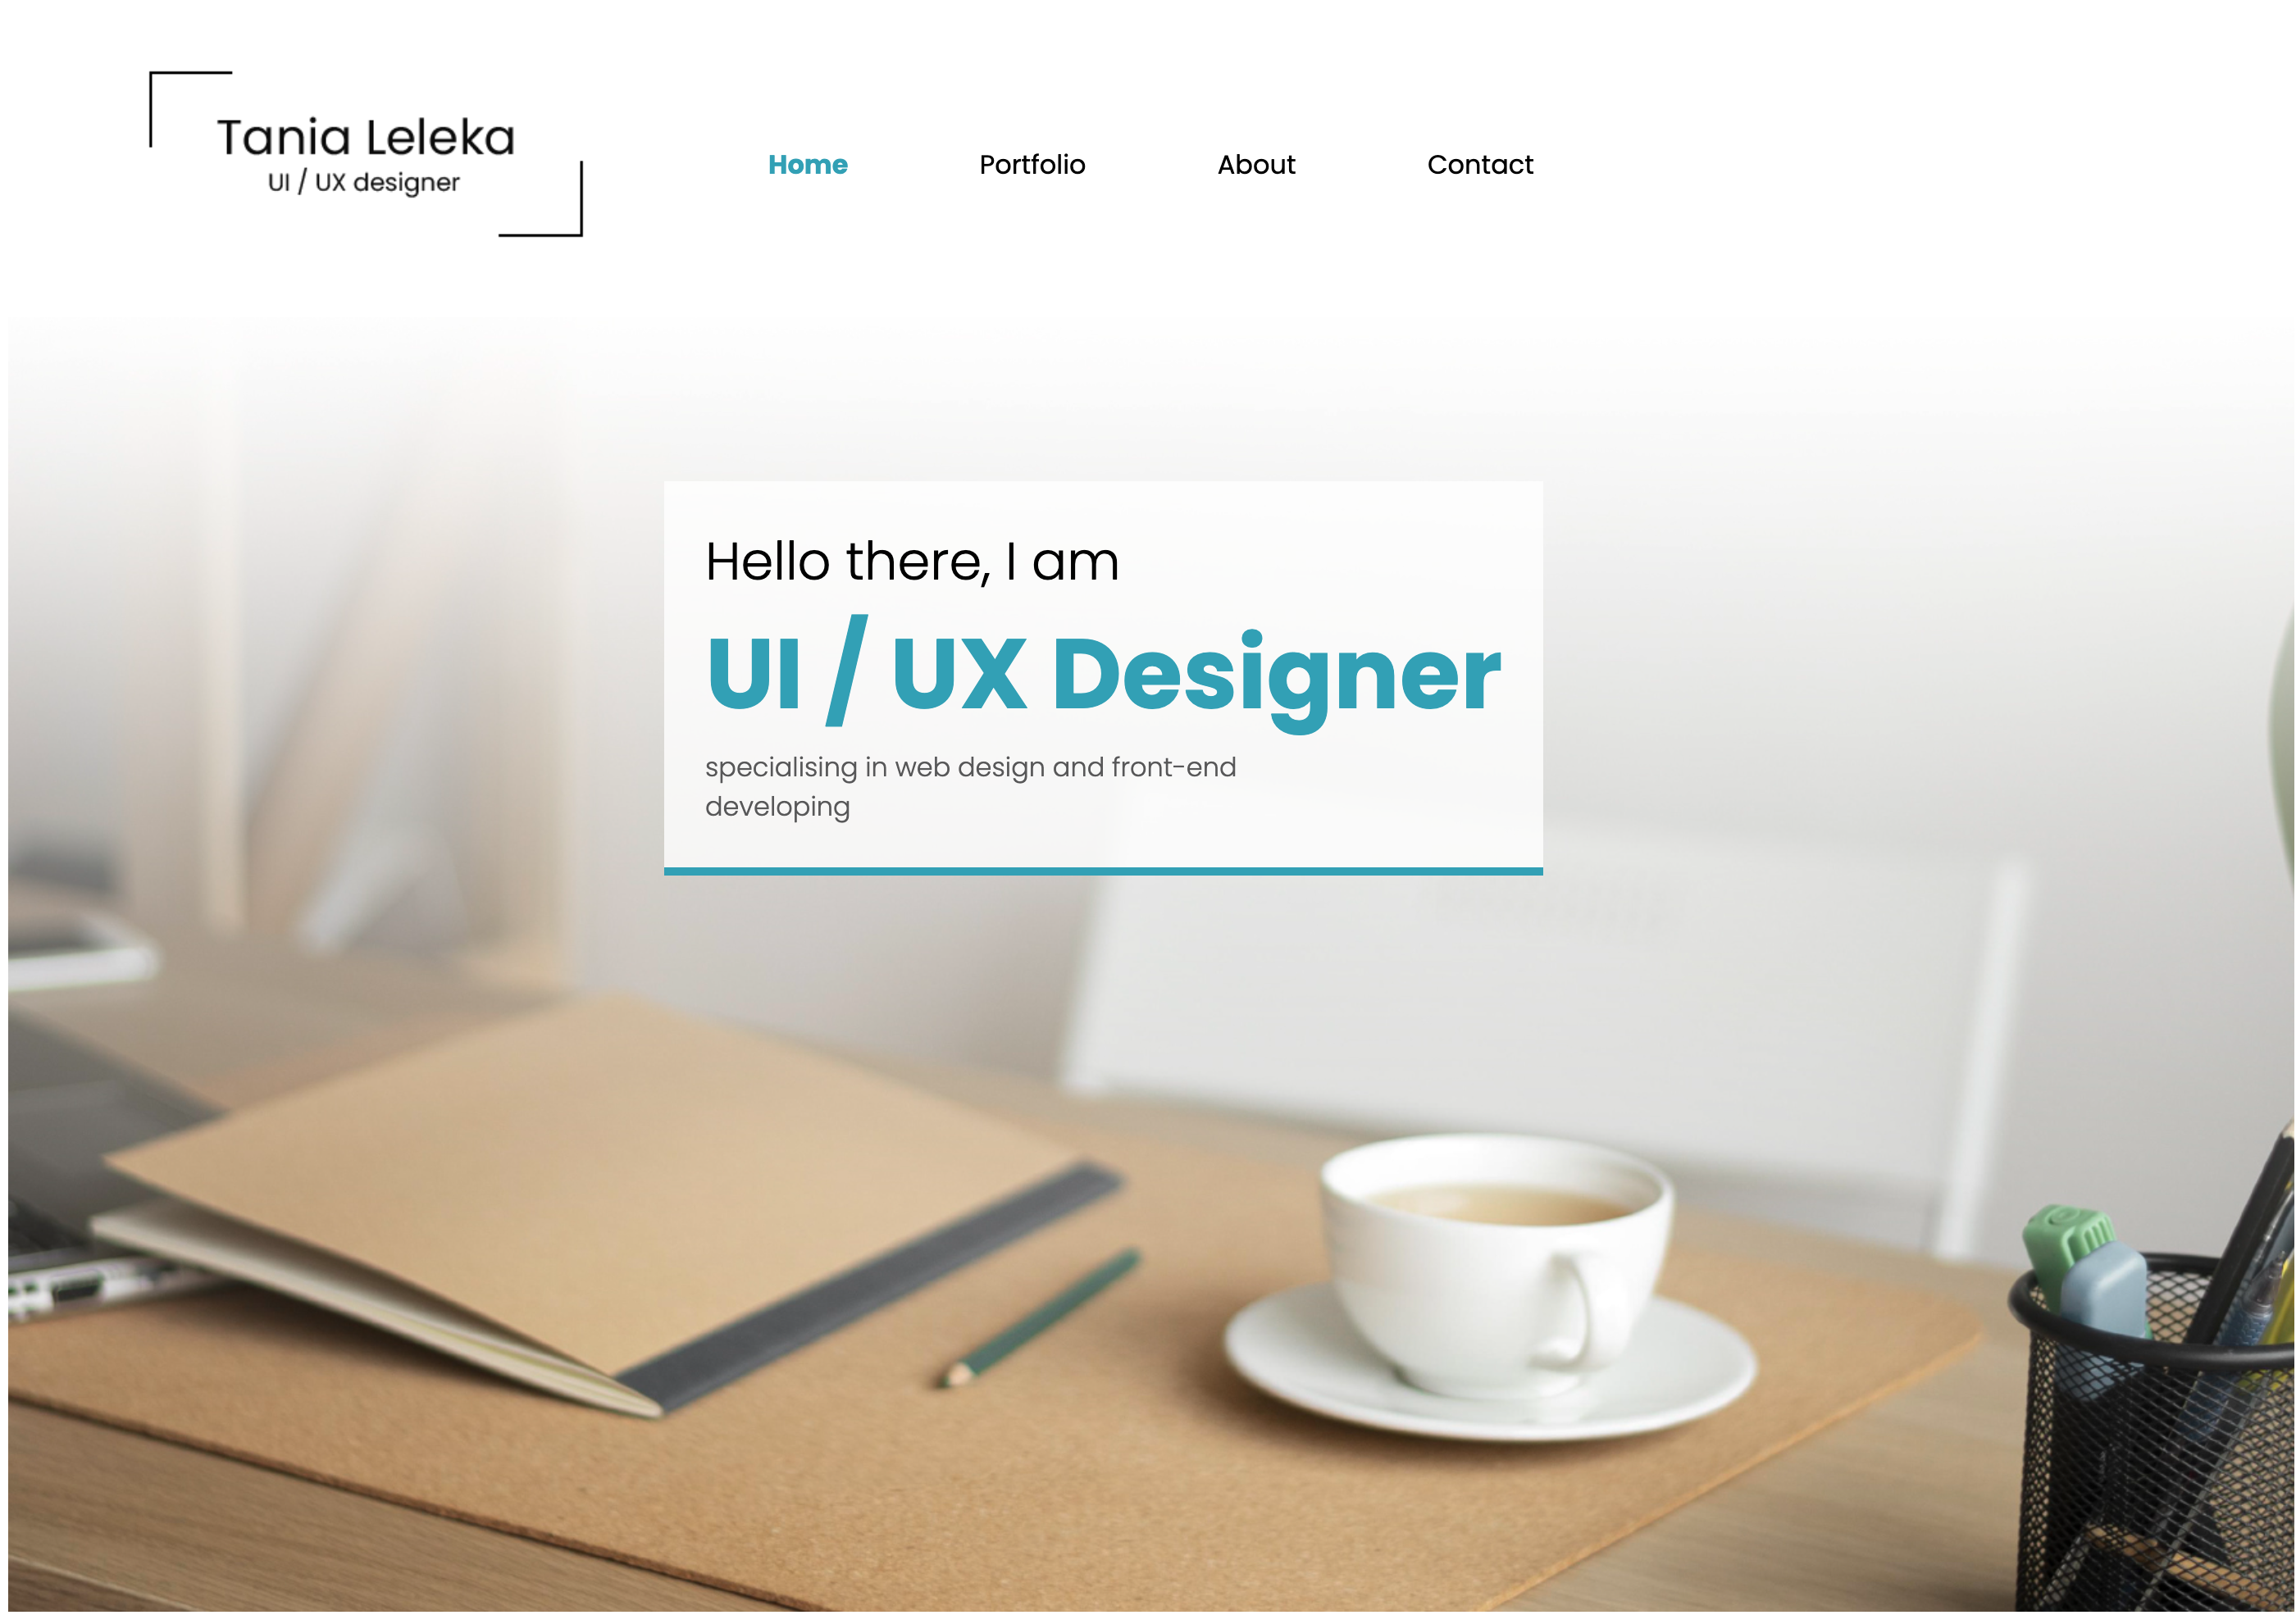 Tania Leleka
UI / UX designer
Home Portfolio About Contact
Hello there, I am
UI / UX Designer
specialising in web design and front-end
developing